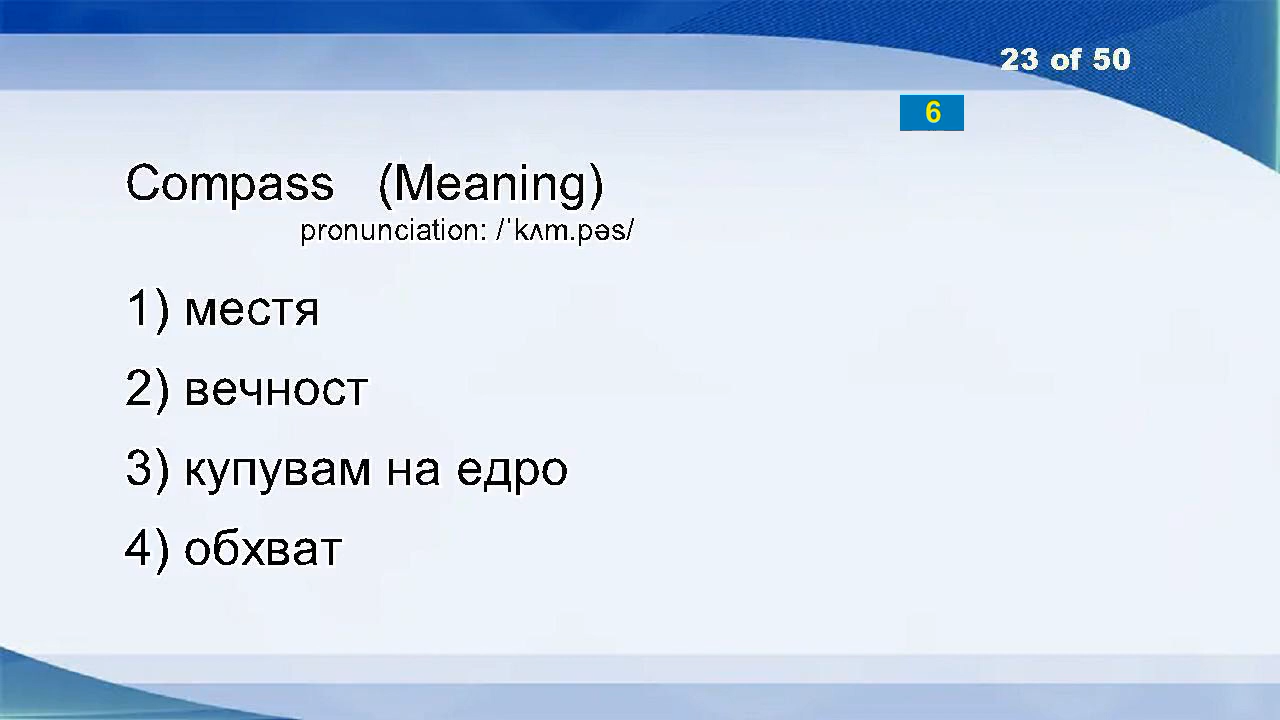 23 of 50
6
Compass (Meaning)
pronunciation: /ˈkʌm.pəs/
1) местя
2) вечност
3) купувам на едро
4) обхват